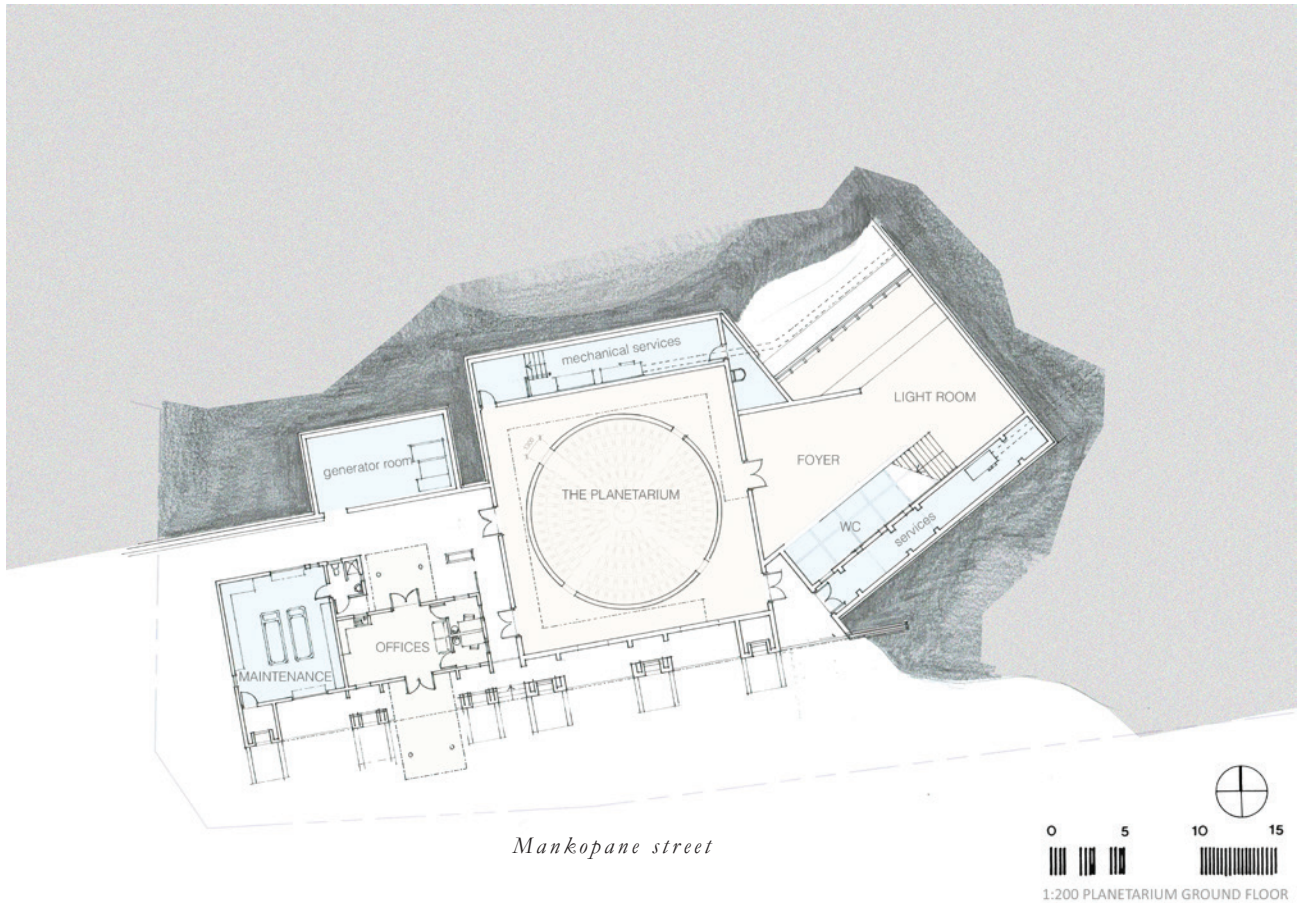 mechanical services
LIGHT ROOM
generator room
FOYER
THE PLANETARIUM
1200
WC
services
OFFICES
MAINTENANCE
Mankopane street
0 5 10 15
1:200 PLANETARIUM GROUND FLOOR